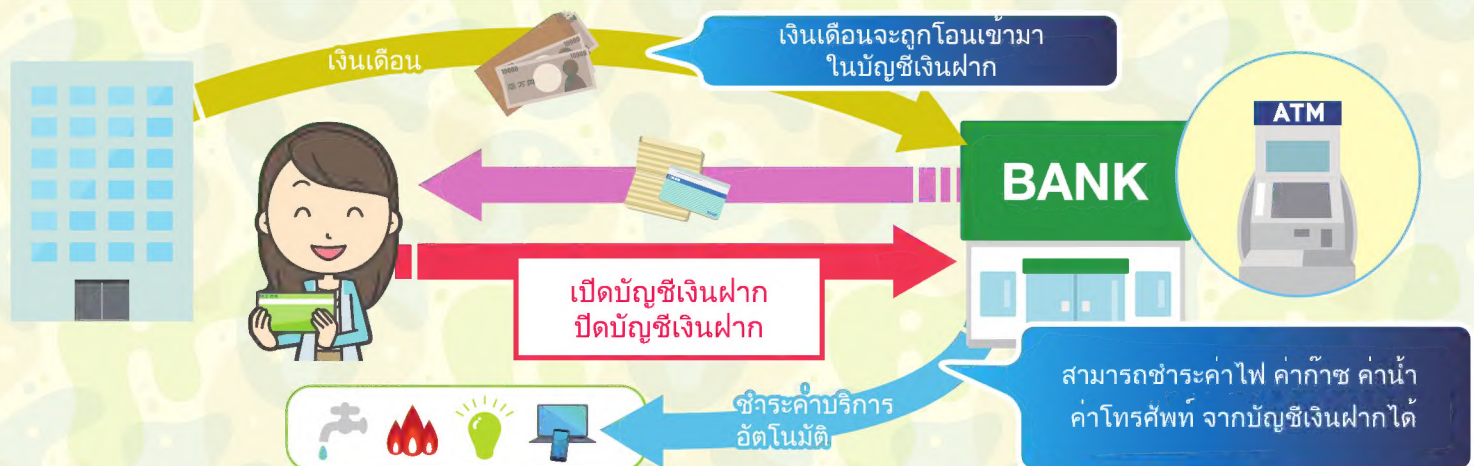 เงินเดือน
เงินเดือนจะถูกโอนเข้ามา
ในบัญชีเงินฝาก
ATM
BANK
เปิดบัญชีเงินฝาก
ปิดบัญชีเงินฝาก
ชำระค่าบริการ
อัตโนมัติ
สามารถชำระค่าไฟ ค่าก๊าซ ค่าน้ำ
ค่าโทรศัพท์ จากบัญชีเงินฝากได้